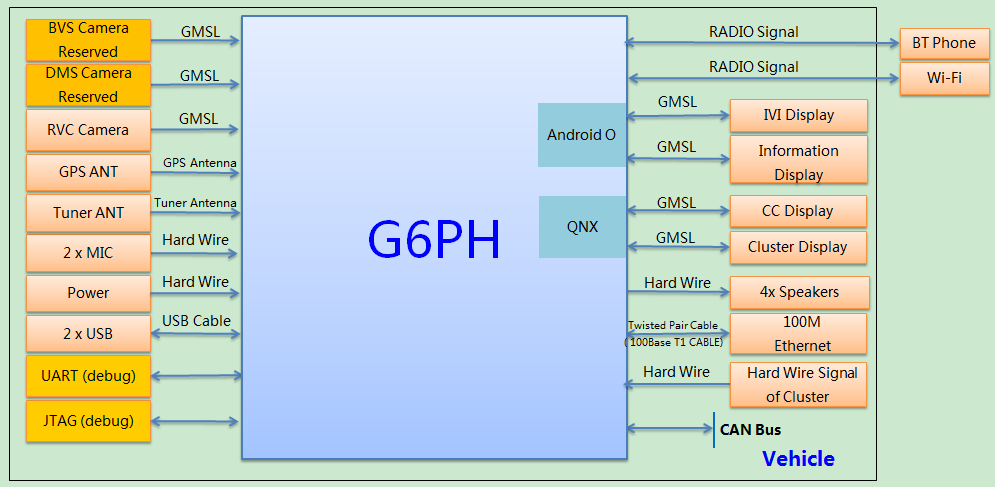 BVS Camera
Reserved
GMSL
DMS Camera
Reserved
GMSL
RVC Camera
GMSL
GPS ANT
GPS Antenna
Tuner ANT
Tuner Antenna
2 x MIC
Hard Wire
Power
Hard Wire
2 x USB
USB Cable
UART (debug)
JTAG (debug)
G6PH
Android O
QNX
RADIO Signal
BT Phone
RADIO Signal
Wi-Fi
GMSL
IVI Display
GMSL
Information
Display
GMSL
CC Display
GMSL
Cluster Display
Hard Wire
4x Speakers
Twisted Pair Cable
( 100Base T1 CABLE)
100M
Ethernet
Hard Wire
Hard Wire Signal
of Cluster
CAN Bus
Vehicle